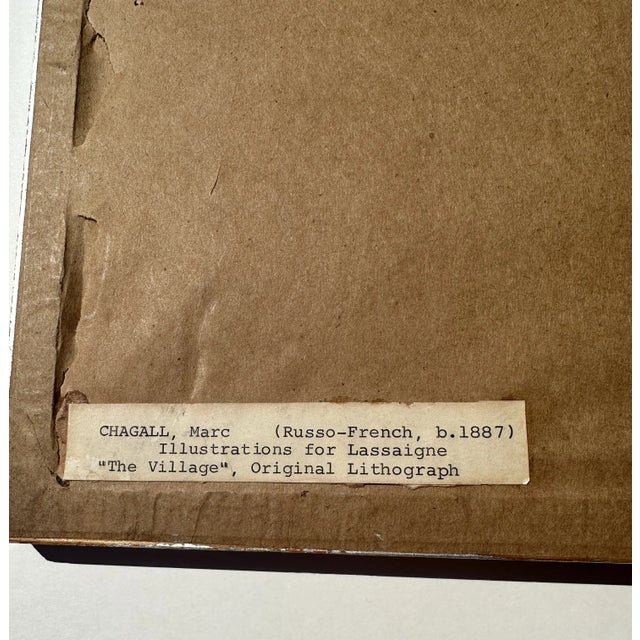 CHAGALL, Marc (Russo-French, b.1887)
Illustrations for Lassaigne
"The Village", Original Lithograph